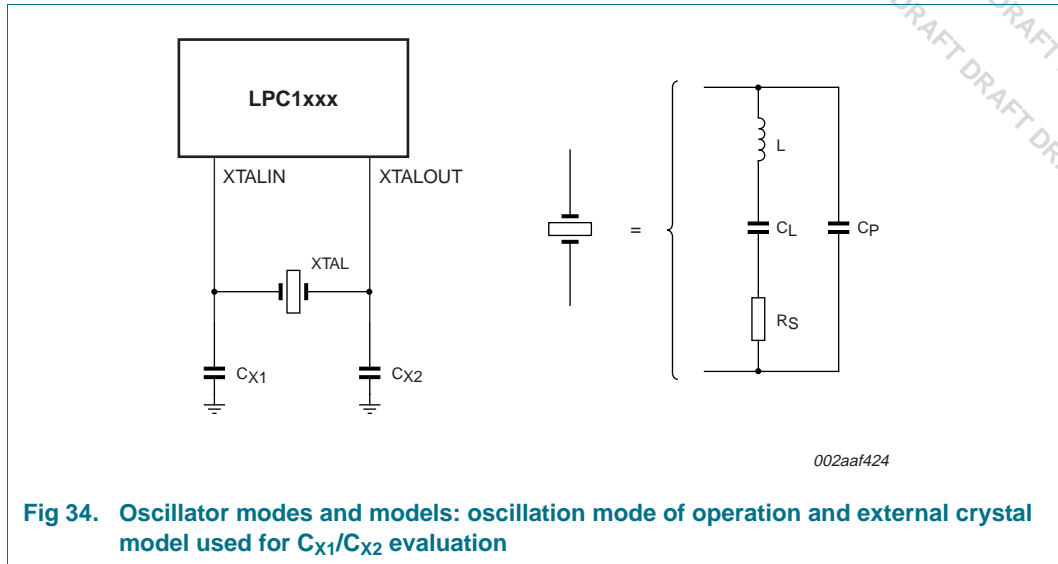 DRAFT
DRAFT DRAFT
LPC1xxx
XTALIN
XTALOUT
XTAL
CX1
CX2
=
L
CL
CP
RS
002aaf424
Fig 34. Oscillator modes and models: oscillation mode of operation and external crystal
model used for CX1/CX2 evaluation